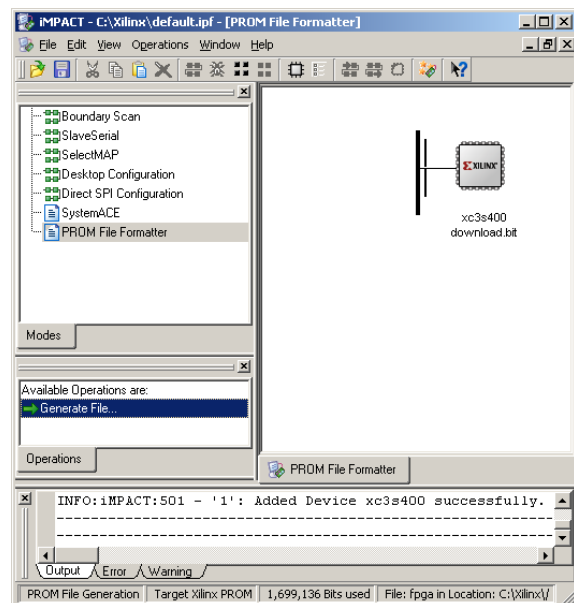 iMPACT - C:\Xilinx\default.ipf - [PROM File Formatter]
File Edit View Operations Window Help
Boundary Scan
SlaveSerial
SelectMAP
Desktop Configuration
Direct SPI Configuration
SystemACE
PROM File Formatter
Modes
Available Operations are:
Generate File...
Operations
XILINX
xc3s400
download.bit
PROM File Formatter
INFO:iMPACT:501 - '1': Added Device xc3s400 successfully.
Output Error Warning
PROM File Generation Target Xilinx PROM 1,699,136 Bits used File: fpga in Location: C:\Xilinx\/